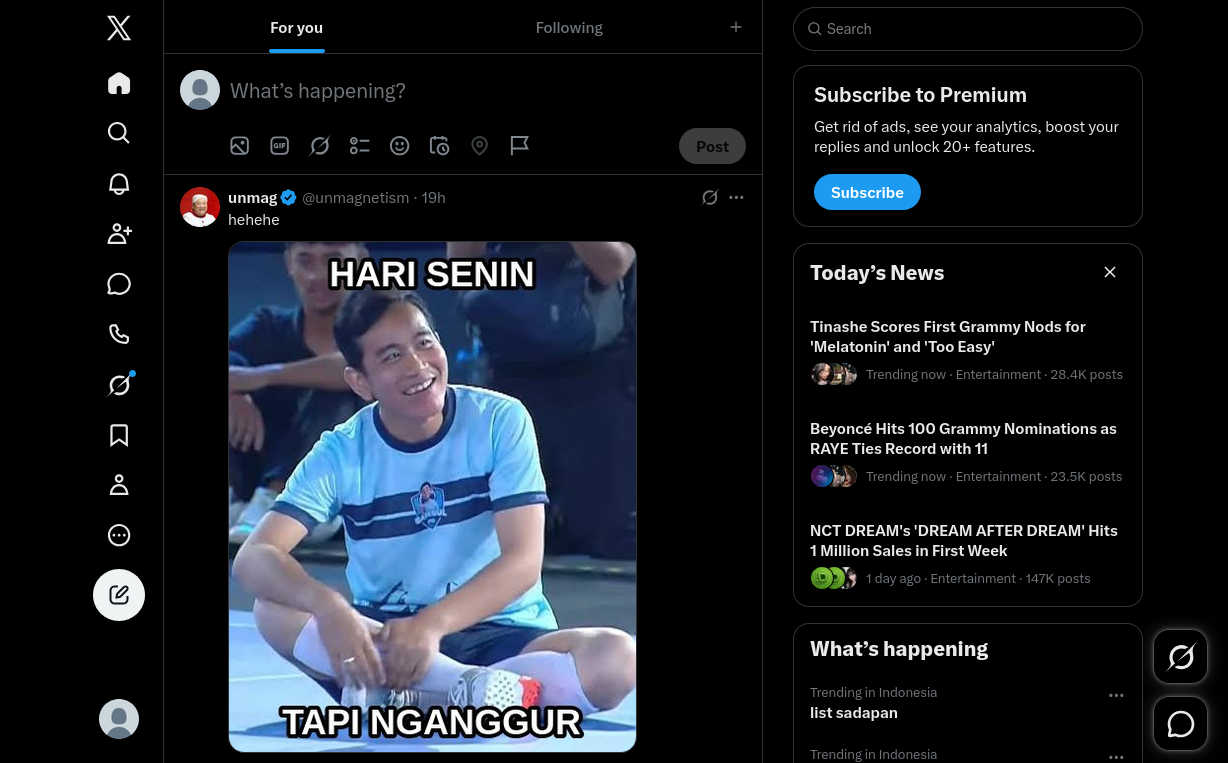 For you
Following
What's happening?
GIF
Post
unmag @unmagnetism · 19h
hehehe
HARI SENIN
TAPI NGANGGUR
Search
Subscribe to Premium
Get rid of ads, see your analytics, boost your
replies and unlock 20+ features.
Subscribe
Today's News
Tinashe Scores First Grammy Nods for
'Melatonin' and 'Too Easy'
Trending now · Entertainment · 28.4K posts
Beyoncé Hits 100 Grammy Nominations as
RAYE Ties Record with 11
Trending now · Entertainment · 23.5K posts
NCT DREAM's 'DREAM AFTER DREAM' Hits
1 Million Sales in First Week
1 day ago · Entertainment · 147K posts
What's happening
Trending in Indonesia
list sadapan
Trending in Indonesia